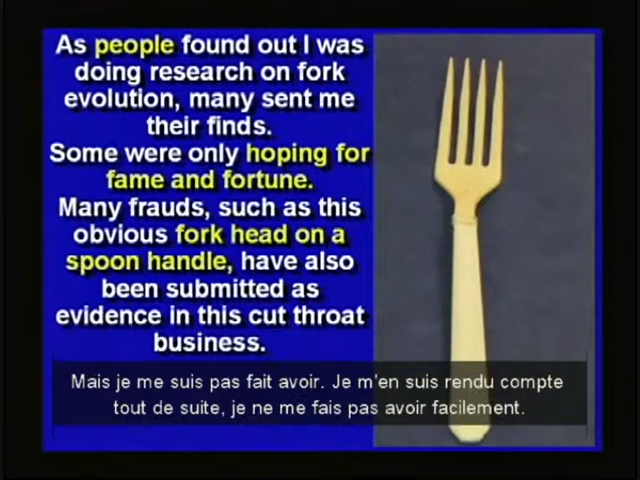 As people found out I was
doing research on fork
evolution, many sent me
their finds.
Some were only hoping for
fame and fortune.
Many frauds, such as this
obvious fork head on a
spoon handle, have also
been submitted as
evidence in this cut throat
business.
Mais je me suis pas fait avoir. Je m'en suis rendu compte
tout de suite, je ne me fais pas avoir facilement.